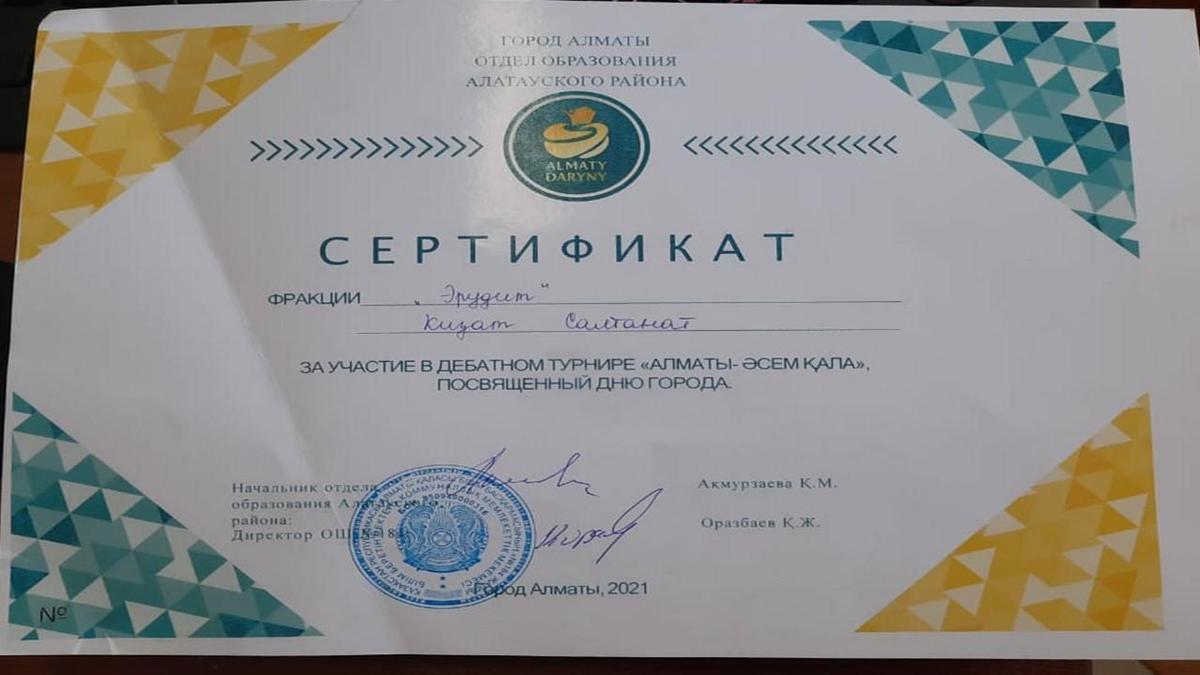 ГОРОД АЛМАТЫ
ОТДЕЛ ОБРАЗОВАНИЯ
АЛАТАУСКОГО РАЙОНА
ALMATY
DARYNY
СЕРТИФИКАТ
ФРАКЦИИ „Эрудит“
Кизат Салтанат
ЗА УЧАСТИЕ В ДЕБАТНОМ ТУРНИРЕ «АЛМАТЫ- ӘСЕМ ҚАЛА»,
ПОСВЯЩЕННЫЙ ДНЮ ГОРОДА.
Начальник отдела
образования
района:
Акмурзаева Қ.М.
Директор
Оразбаев Қ.Ж.
Город Алматы, 2021
№